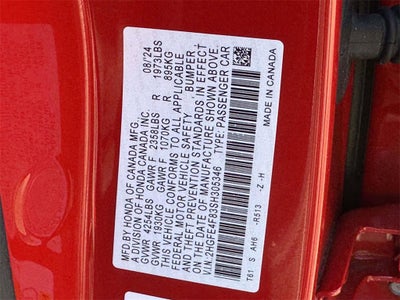 MFD BY HONDA OF CANADA MFG.,
A DIVISION OF HONDA CANADA INC. 08/24
GVWR 4254LBS GAWR F 2358LBS R 1973LBS
GVWR 1930KG GAWR F 1070KG R 895KG
THIS VEHICLE CONFORMS TO ALL APPLICABLE
FEDERAL MOTOR VEHICLE SAFETY, BUMPER,
AND THEFT PREVENTION STANDARDS IN EFFECT
ON THE DATE OF MANUFACTURE SHOWN ABOVE.
V.I.N: 2HGFE4F83SH305346 TYPE: PASSENGER CAR
T61 S AH6 -R513 -Z -H MADE IN CANADA